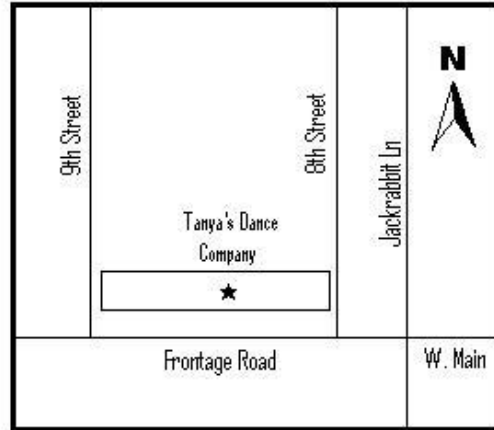 N
9th Street
8th Street
Jackrabbit Ln
Tanya's Dance
Company
Frontage Road
W. Main